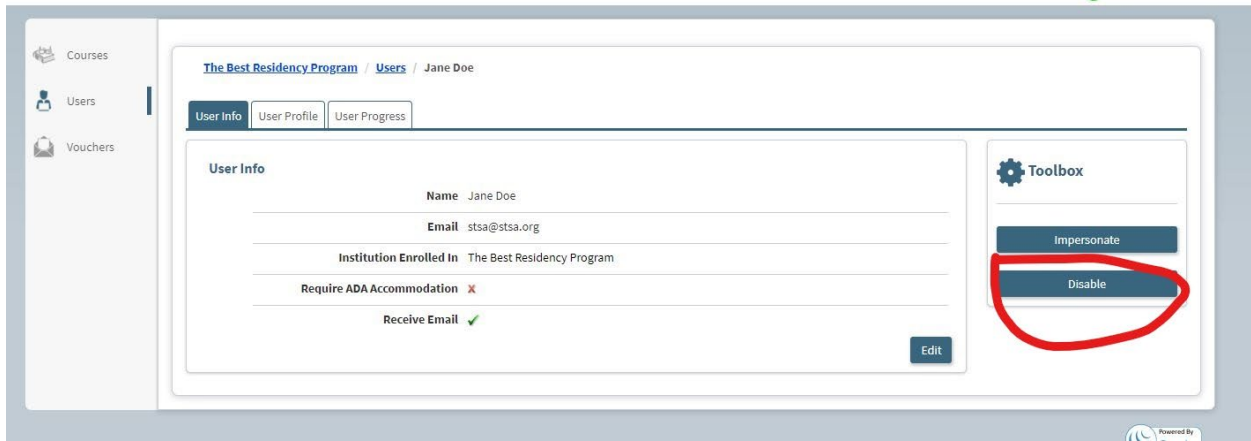 Courses
Users
Vouchers
The Best Residency Program / Users / Jane Doe
User Info User Profile User Progress
User Info
Name Jane Doe
Email stsa@stsa.org
Institution Enrolled In The Best Residency Program
Require ADA Accommodation
Receive Email
Edit
Toolbox
Impersonate
Disable
Powered By